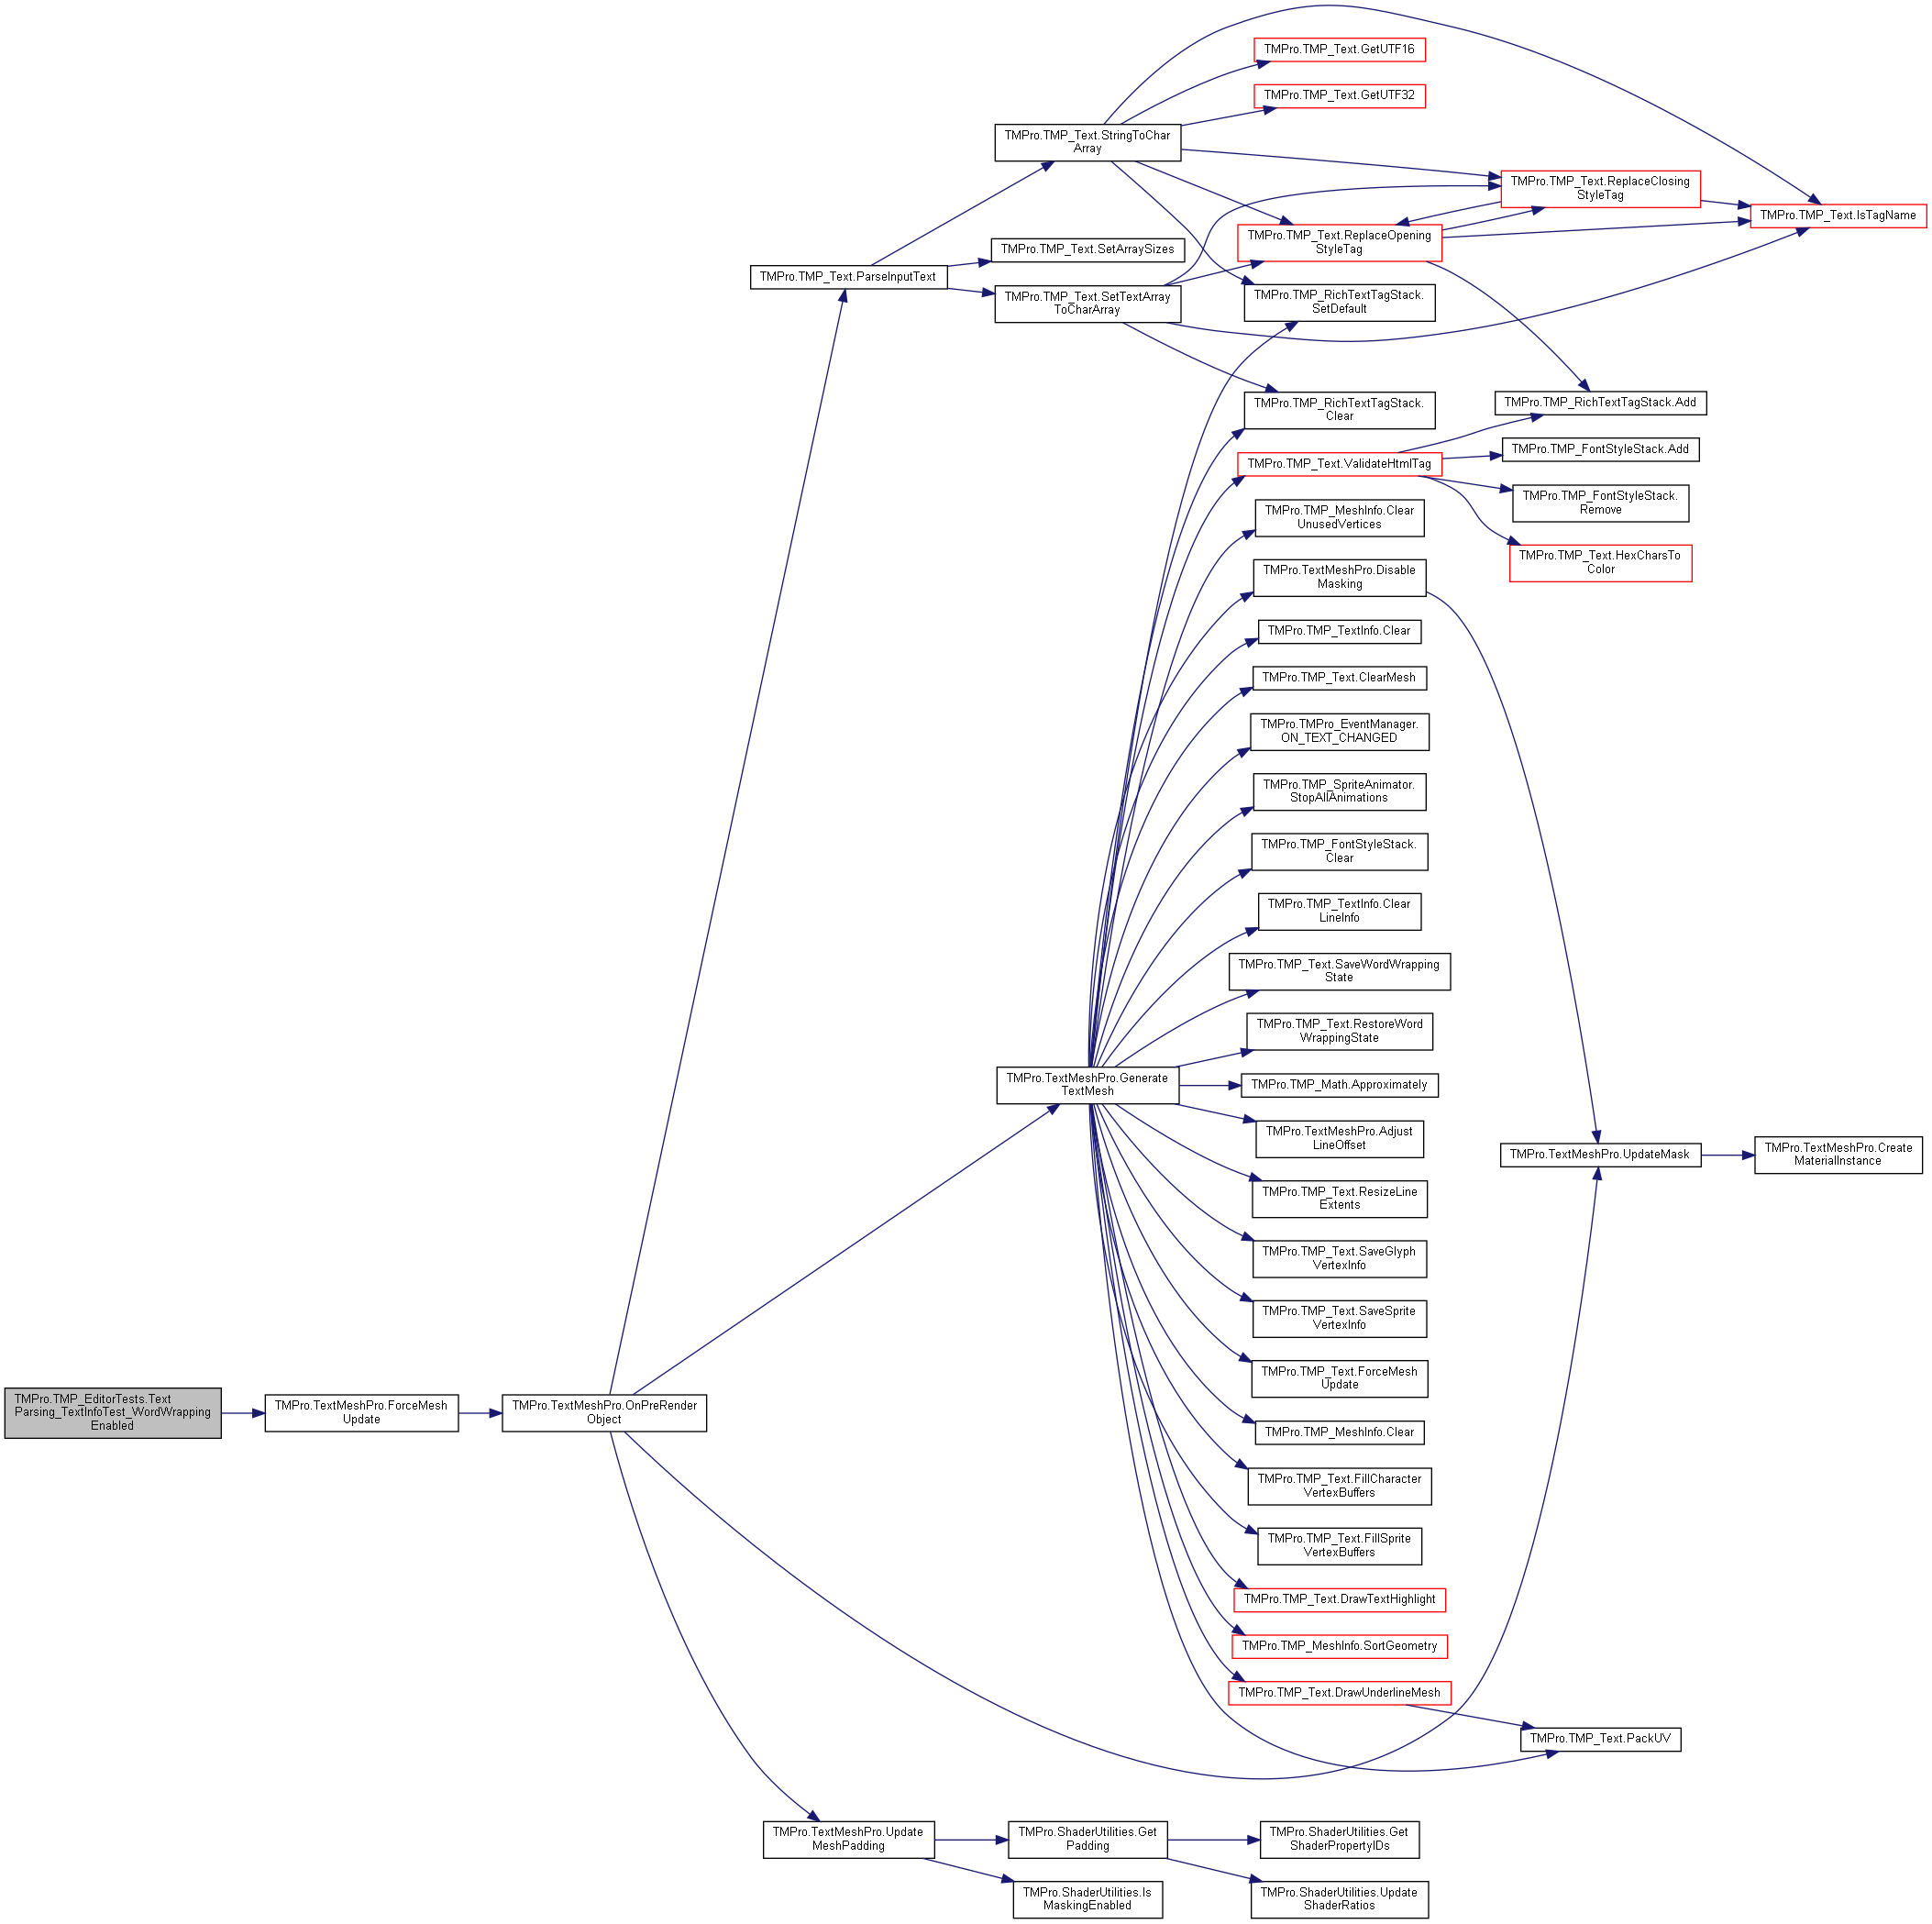 TMPro.TMP_Text.GetUTF16
TMPro.TMP_Text.GetUTF32
TMPro.TMP_Text.StringToChar
Array
TMPro.TMP_Text.ReplaceClosing
StyleTag
TMPro.TMP_Text.IsTagName
TMPro.TMP_Text.ReplaceOpening
StyleTag
TMPro.TMP_Text.SetArraySizes
TMPro.TMP_Text.ParseInputText
TMPro.TMP_Text.SetTextArray
ToCharArray
TMPro.TMP_RichTextTagStack.
SetDefault
TMPro.TMP_RichTextTagStack.
Clear
TMPro.TMP_RichTextTagStack.Add
TMPro.TMP_FontStyleStack.Add
TMPro.TMP_Text.ValidateHtmlTag
TMPro.TMP_FontStyleStack.
Remove
TMPro.TMP_MeshInfo.Clear
UnusedVertices
TMPro.TMP_Text.HexCharsTo
Color
TMPro.TextMeshPro.Disable
Masking
TMPro.TMP_TextInfo.Clear
TMPro.TMP_Text.ClearMesh
TMPro.TMPro_EventManager.
ON_TEXT_CHANGED
TMPro.TMP_SpriteAnimator.
StopAllAnimations
TMPro.TMP_FontStyleStack.
Clear
TMPro.TMP_TextInfo.Clear
LineInfo
TMPro.TMP_Text.SaveWordWrapping
State
TMPro.TMP_Text.RestoreWord
WrappingState
TMPro.TextMeshPro.Generate
TextMesh
TMPro.TMP_Math.Approximately
TMPro.TextMeshPro.Adjust
LineOffset
TMPro.TextMeshPro.UpdateMask
TMPro.TextMeshPro.Create
MaterialInstance
TMPro.TMP_Text.ResizeLine
Extents
TMPro.TMP_Text.SaveGlyph
VertexInfo
TMPro.TMP_Text.SaveSprite
VertexInfo
TMPro.TMP_Text.ForceMesh
Update
TMPro.TMP_EditorTests.Text
Parsing_TextInfoTest_WordWrapping
Enabled
TMPro.TextMeshPro.ForceMesh
Update
TMPro.TextMeshPro.OnPreRender
Object
TMPro.TMP_MeshInfo.Clear
TMPro.TMP_Text.FillCharacter
VertexBuffers
TMPro.TMP_Text.FillSprite
VertexBuffers
TMPro.TMP_Text.DrawTextHighlight
TMPro.TMP_MeshInfo.SortGeometry
TMPro.TMP_Text.DrawUnderlineMesh
TMPro.TMP_Text.PackUV
TMPro.TextMeshPro.Update
MeshPadding
TMPro.ShaderUtilities.Get
Padding
TMPro.ShaderUtilities.Get
ShaderPropertyIDs
TMPro.ShaderUtilities.Is
MaskingEnabled
TMPro.ShaderUtilities.Update
ShaderRatios